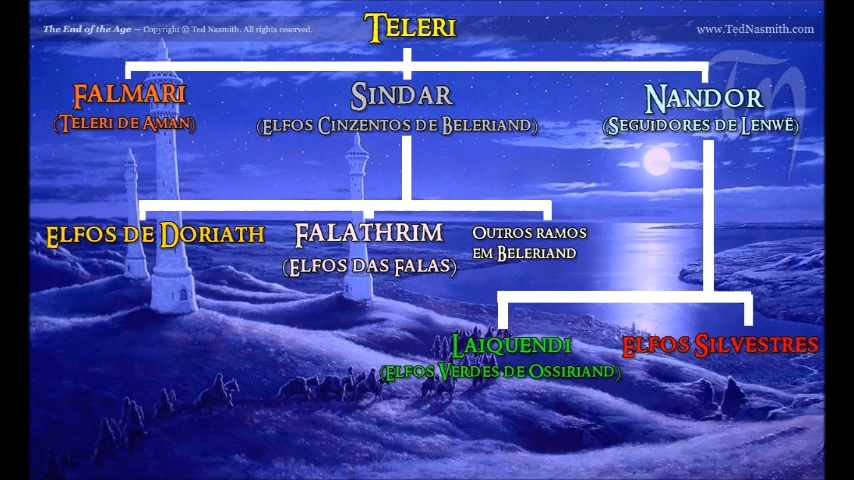 The End of the Age — Copyright © Ted Nasmith. All rights reserved.
www.TedNasmith.com
Teleri
Falmari
(Teleri de Aman)
Sindar
(Elfos Cinzentos de Beleriand)
Nandor
(Seguidores de Lenwë)
Elfos de Doriath
Falathrim
(Elfos das Falas)
Outros ramos
em Beleriand
Laiquendi
(Elfos Verdes de Ossiriand)
Elfos Silvestres
TN